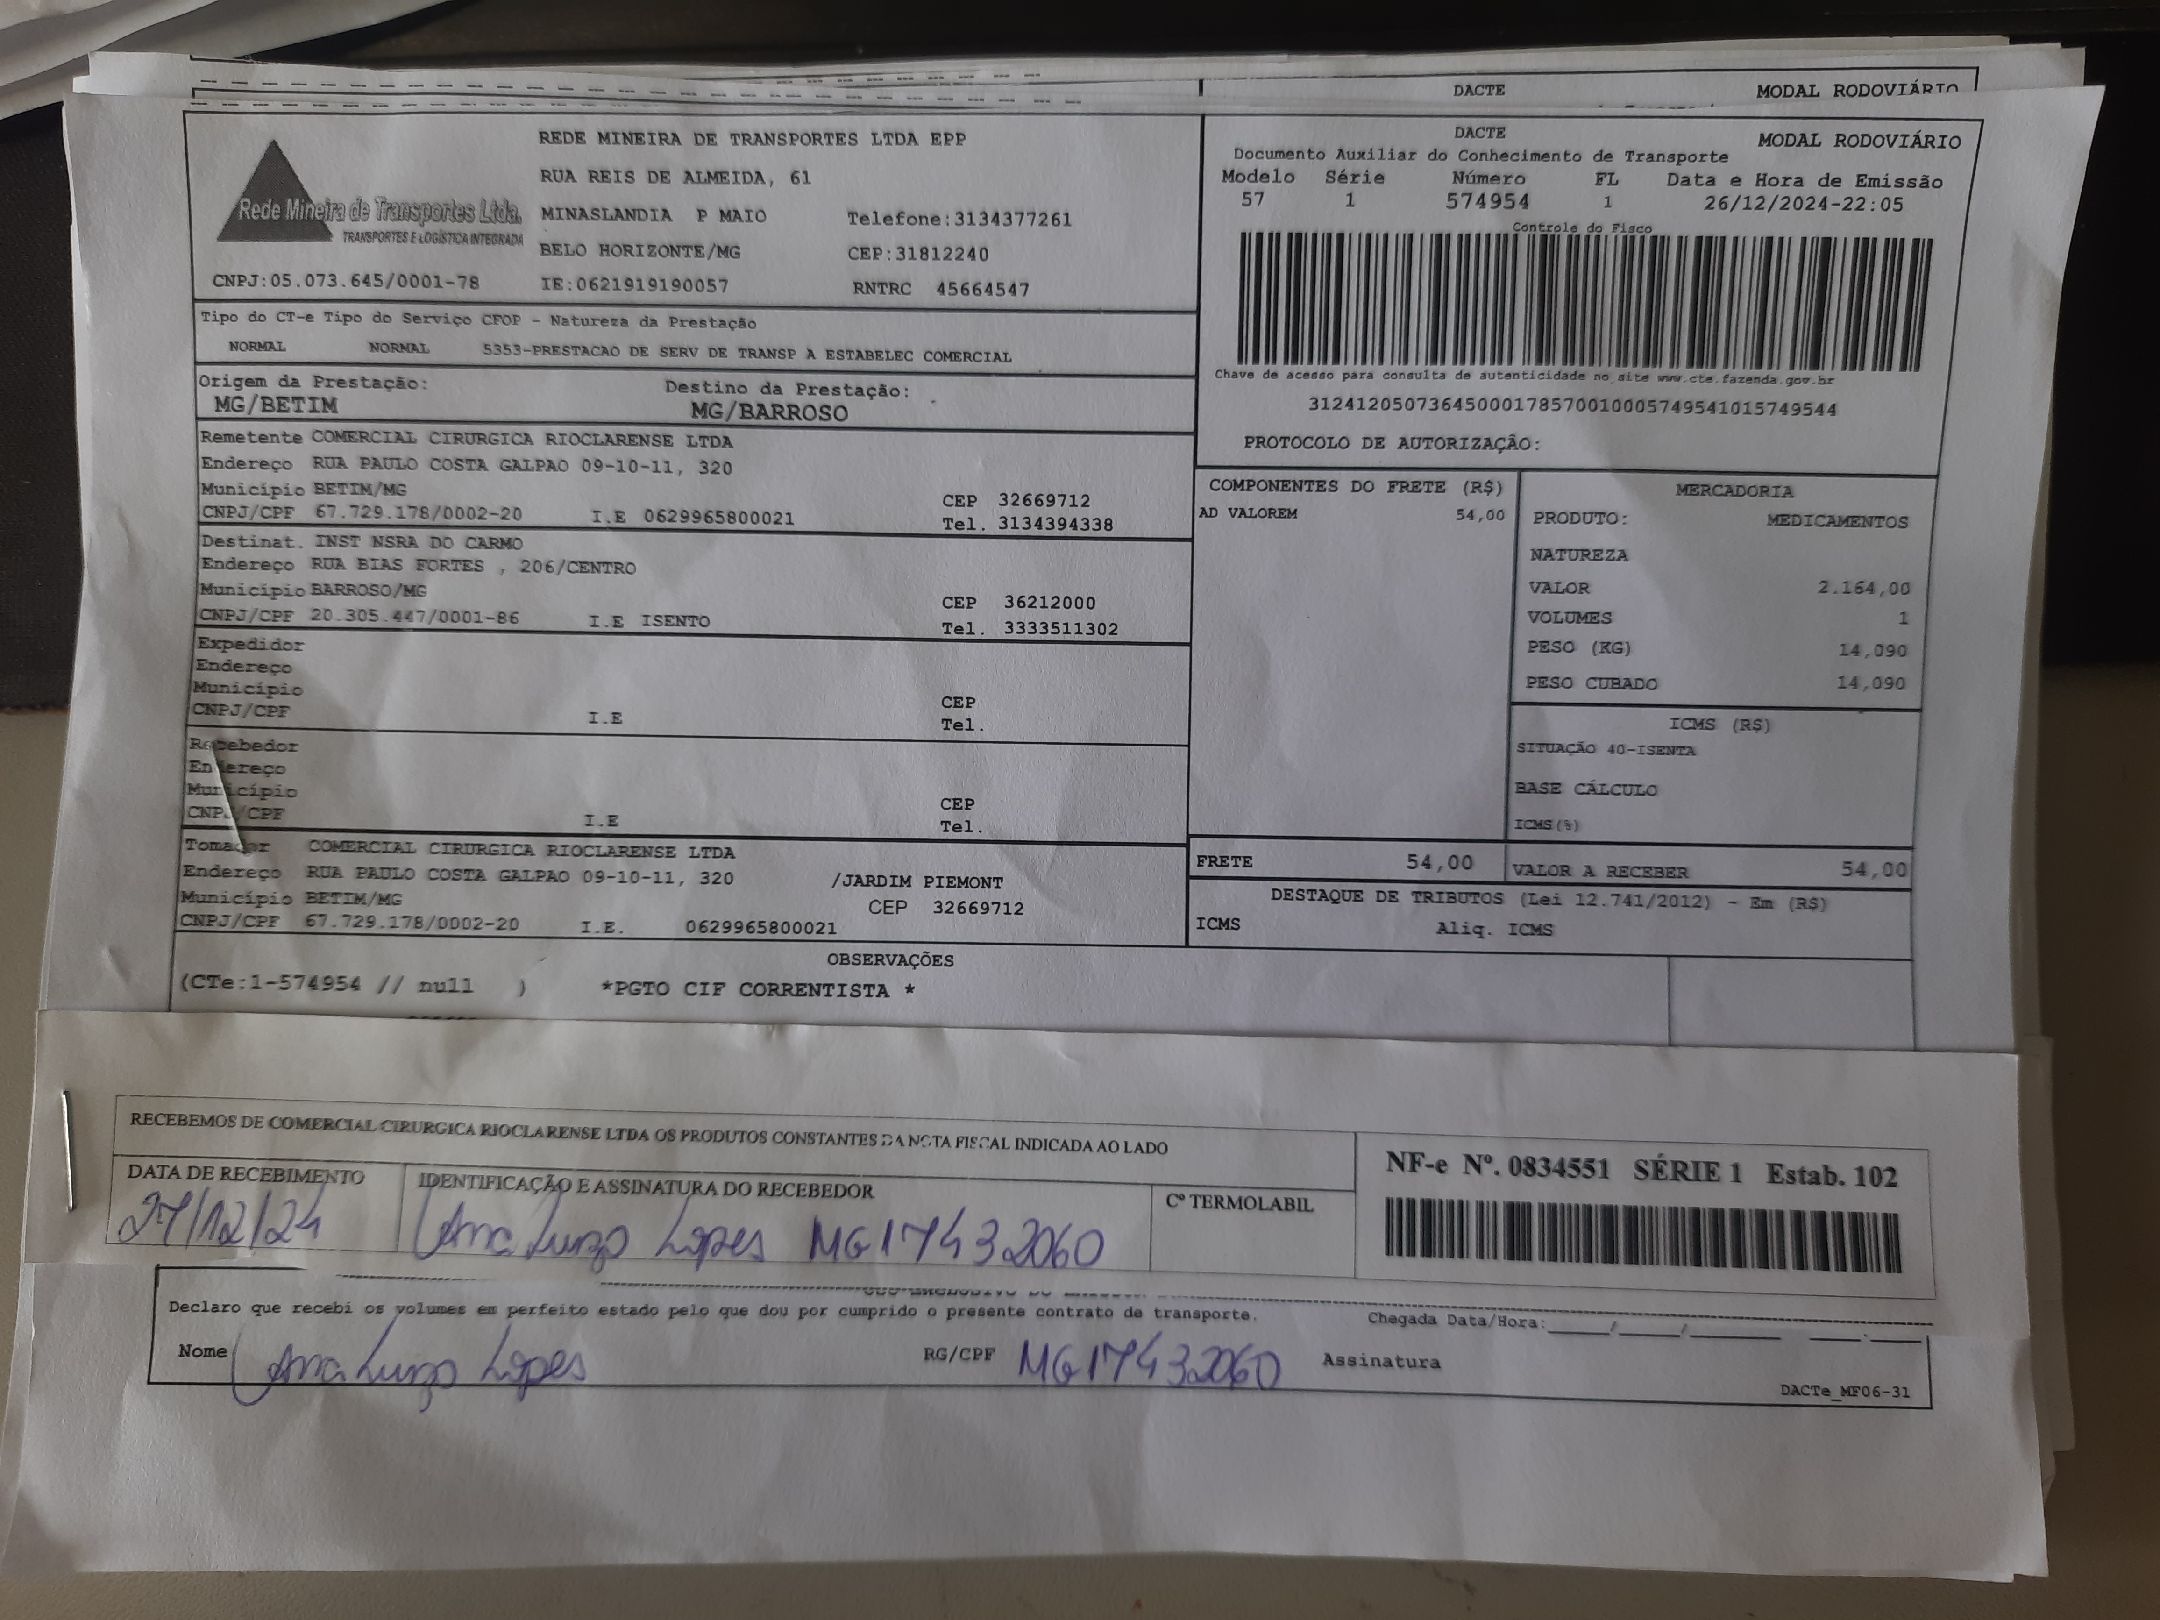 DACTE MODAL RODOVIÁRIO
REDE MINEIRA DE TRANSPORTES LTDA EPP
RUA REIS DE ALMEIDA, 61
Rede Mineira de Transportes Ltda.
TRANSPORTES E LOGÍSTICA INTEGRADA
MINASLANDIA P MAIO Telefone:3134377261
BELO HORIZONTE/MG CEP:31812240
CNPJ:05.073.645/0001-78 IE:0621919190057 RNTRC 45664547
DACTE MODAL RODOVIÁRIO
Documento Auxiliar do Conhecimento de Transporte
Modelo Série Número FL Data e Hora de Emissão
57 1 574954 1 26/12/2024-22:05
Controle do Fisco
Chave de acesso para consulta de autenticidade no site www.cte.fazenda.gov.br
31241205073645000178570010005749541015749544
PROTOCOLO DE AUTORIZAÇÃO:
Tipo do CT-e Tipo do Serviço CFOP - Natureza da Prestação
NORMAL NORMAL 5353-PRESTACAO DE SERV DE TRANSP A ESTABELEC COMERCIAL
Origem da Prestação: Destino da Prestação:
MG/BETIM MG/BARROSO
Remetente COMERCIAL CIRURGICA RIOCLARENSE LTDA
Endereço RUA PAULO COSTA GALPAO 09-10-11, 320
Município BETIM/MG CEP 32669712
CNPJ/CPF 67.729.178/0002-20 I.E 0629965800021 Tel. 3134394338
Destinat. INST NSRA DO CARMO
Endereço RUA BIAS FORTES , 206/CENTRO
Município BARROSO/MG CEP 36212000
CNPJ/CPF 20.305.447/0001-86 I.E ISENTO Tel. 3333511302
Expedidor
Endereço
Município CEP
CNPJ/CPF I.E Tel.
Recebedor
Endereço
Município CEP
CNPJ/CPF I.E Tel.
Tomador COMERCIAL CIRURGICA RIOCLARENSE LTDA
Endereço RUA PAULO COSTA GALPAO 09-10-11, 320 /JARDIM PIEMONT
Município BETIM/MG CEP 32669712
CNPJ/CPF 67.729.178/0002-20 I.E. 0629965800021
COMPONENTES DO FRETE (R$)
AD VALOREM 54,00
MERCADORIA
PRODUTO: MEDICAMENTOS
NATUREZA
VALOR 2.164,00
VOLUMES 1
PESO (KG) 14,090
PESO CUBADO 14,090
ICMS (R$)
SITUAÇÃO 40-ISENTA
BASE CÁLCULO
ICMS(%)
FRETE 54,00 VALOR A RECEBER 54,00
DESTAQUE DE TRIBUTOS (Lei 12.741/2012) - Em (R$)
ICMS Aliq. ICMS
OBSERVAÇÕES
(CTe:1-574954 // null ) *PGTO CIF CORRENTISTA *
RECEBEMOS DE COMERCIAL CIRURGICA RIOCLARENSE LTDA OS PRODUTOS CONSTANTES DA NOTA FISCAL INDICADA AO LADO
DATA DE RECEBIMENTO IDENTIFICAÇÃO E ASSINATURA DO RECEBEDOR Cº TERMOLABIL
27/12/24 Ana Luiza Lopes MG17432060
NF-e Nº. 0834551 SÉRIE 1 Estab. 102
Declaro que recebi os volumes em perfeito estado pelo que dou por cumprido o presente contrato de transporte. Chegada Data/Hora:
Nome Ana Luiza Lopes RG/CPF MG17432060 Assinatura
DACTe_MF06-31